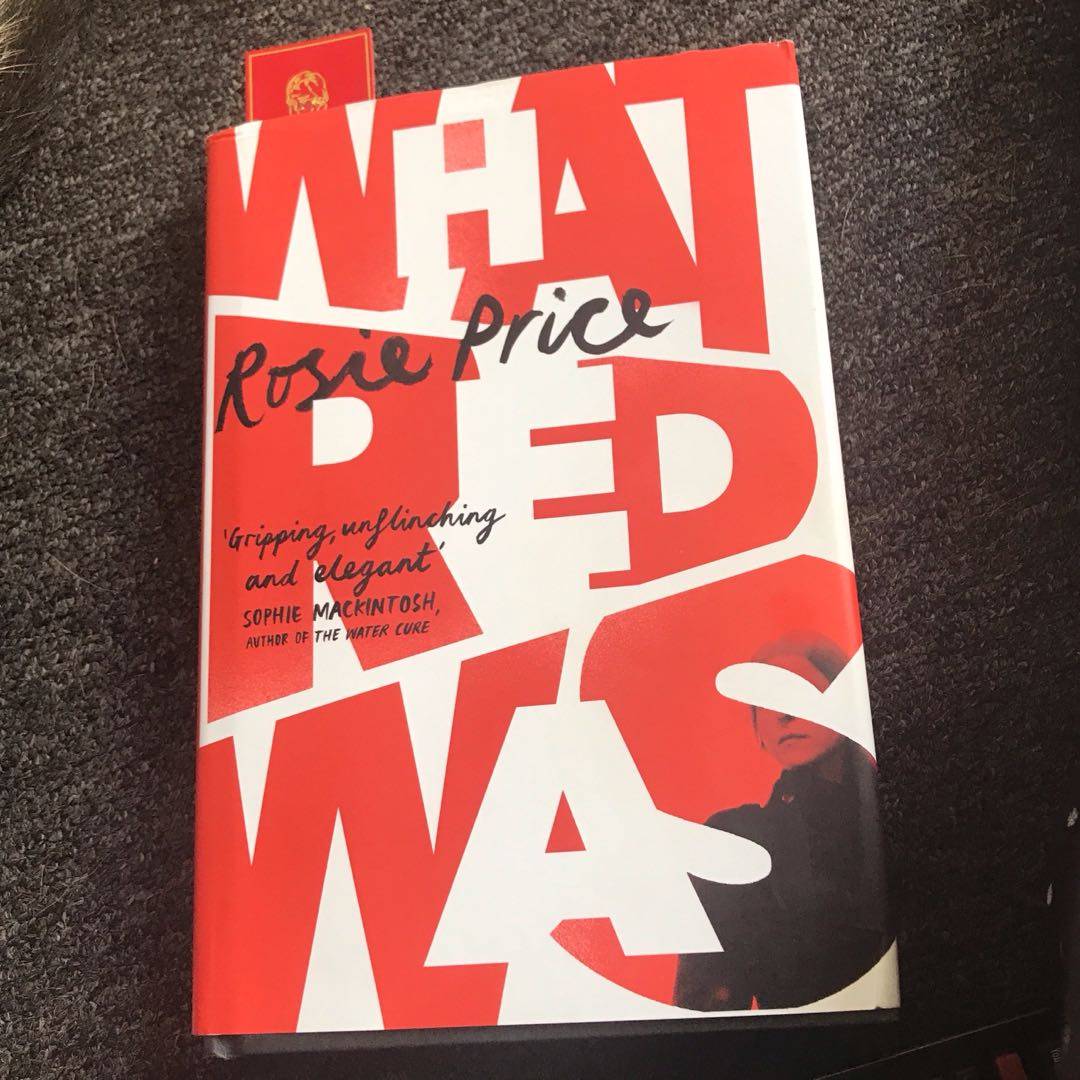 WHAT
Rosie Price
RED
'Gripping, unflinching
and elegant'
SOPHIE MACKINTOSH,
AUTHOR OF THE WATER CURE
WAS